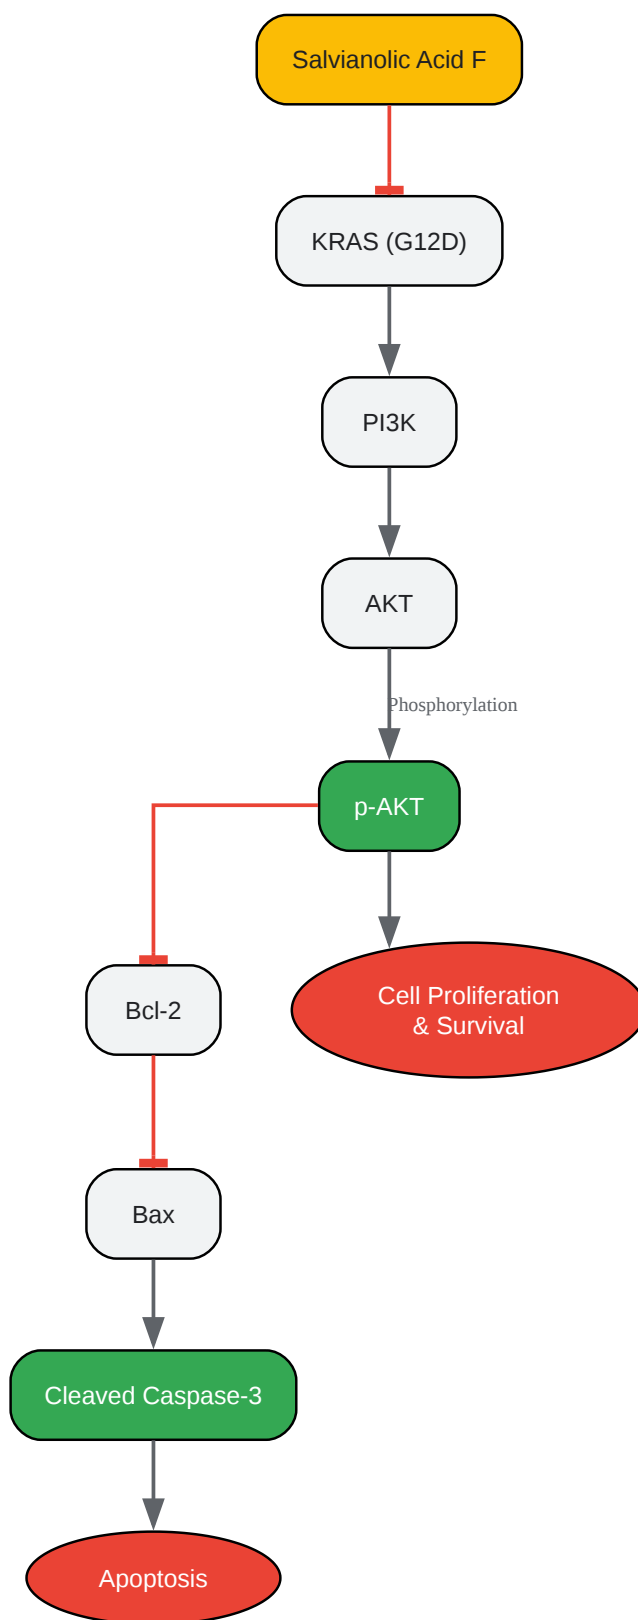 Salvianolic Acid F
KRAS (G12D)
PI3K
AKT
Phosphorylation
p-AKT
Cell Proliferation
& Survival
Bcl-2
Bax
Cleaved Caspase-3
Apoptosis